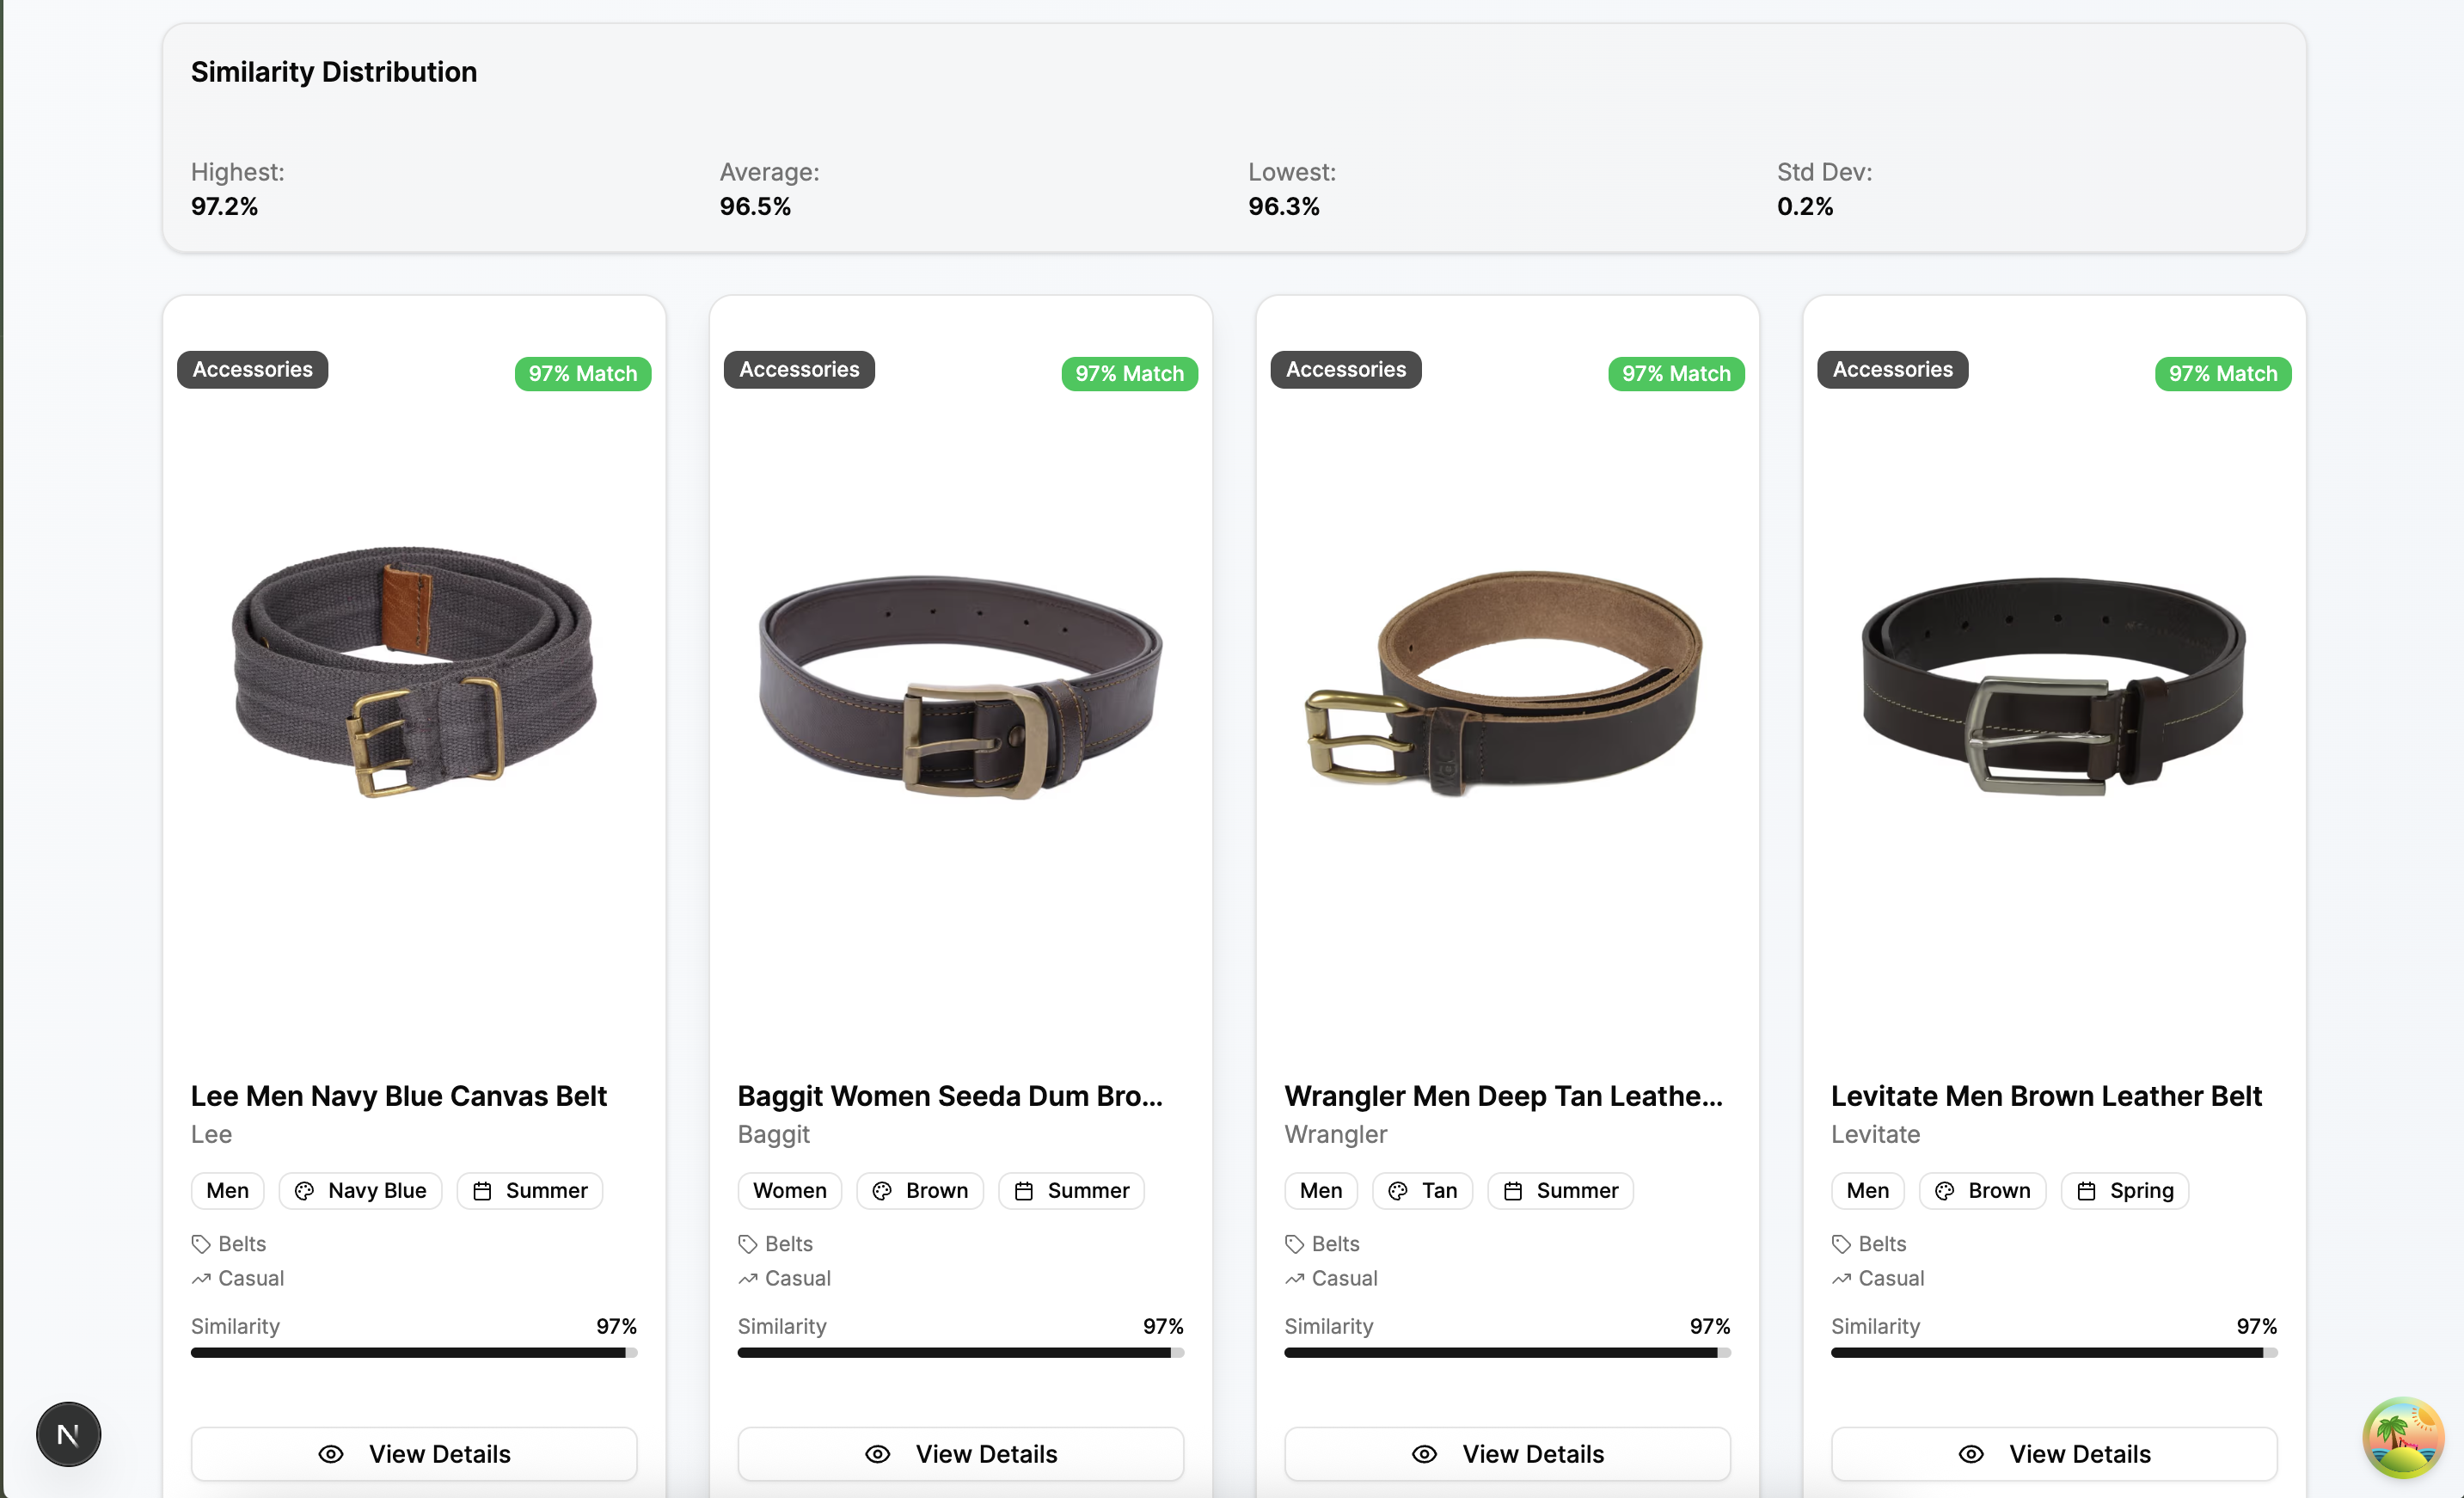 Similarity Distribution
Highest:
97.2%
Average:
96.5%
Lowest:
96.3%
Std Dev:
0.2%
Accessories
97% Match
Lee Men Navy Blue Canvas Belt
Lee
Men
Navy Blue
Summer
Belts
Casual
Similarity
97%
View Details
Accessories
97% Match
Baggit Women Seeda Dum Bro...
Baggit
Women
Brown
Summer
Belts
Casual
Similarity
97%
View Details
Accessories
97% Match
Wrangler Men Deep Tan Leathe...
Wrangler
Men
Tan
Summer
Belts
Casual
Similarity
97%
View Details
Accessories
97% Match
Levitate Men Brown Leather Belt
Levitate
Men
Brown
Spring
Belts
Casual
Similarity
97%
View Details
N